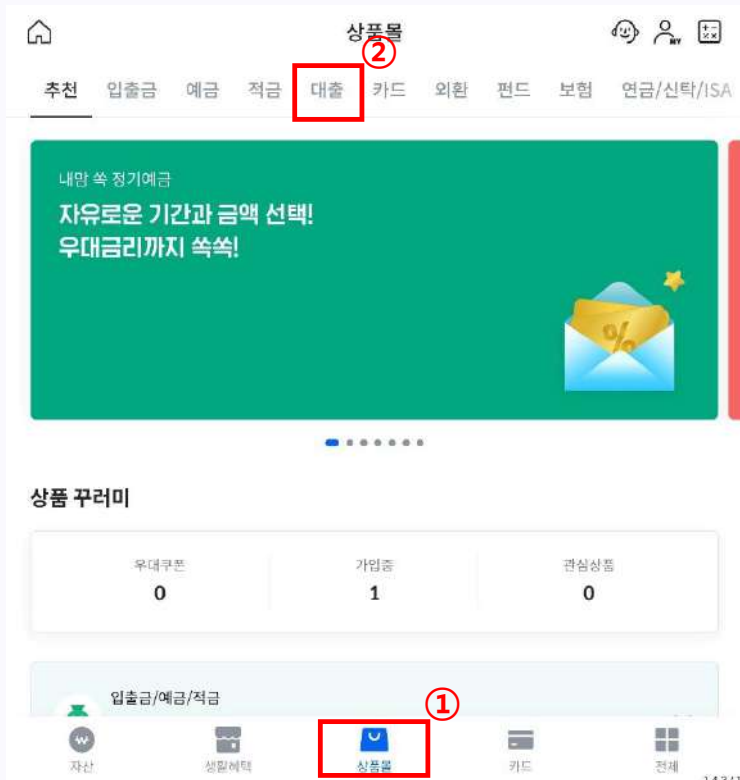 상품몰
②
추천 입출금 예금 적금 대출 카드 외환 펀드 보험 연금/신탁/ISA
내맘 쏙 정기예금
자유로운 기간과 금액 선택!
우대금리까지 쏙쏙!
%
상품 꾸러미
우대쿠폰 가입중 관심상품
0 1 0
입출금/예금/적금
①
자산 생활혜택 상품몰 카드 전체